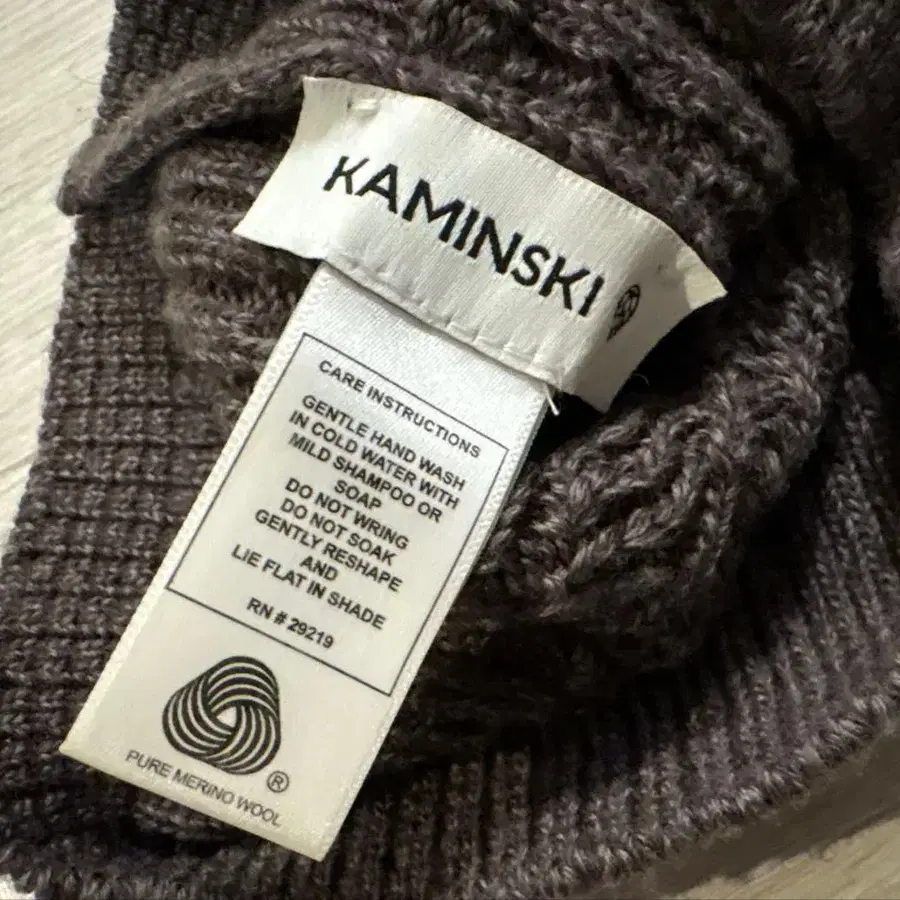 KAMINSKI
CARE INSTRUCTIONS
GENTLE HAND WASH
IN COLD WATER WITH
MILD SHAMPOO OR
SOAP
DO NOT WRING
DO NOT SOAK
GENTLY RESHAPE
AND
LIE FLAT IN SHADE
RN # 29219
®
PURE MERINO WOOL